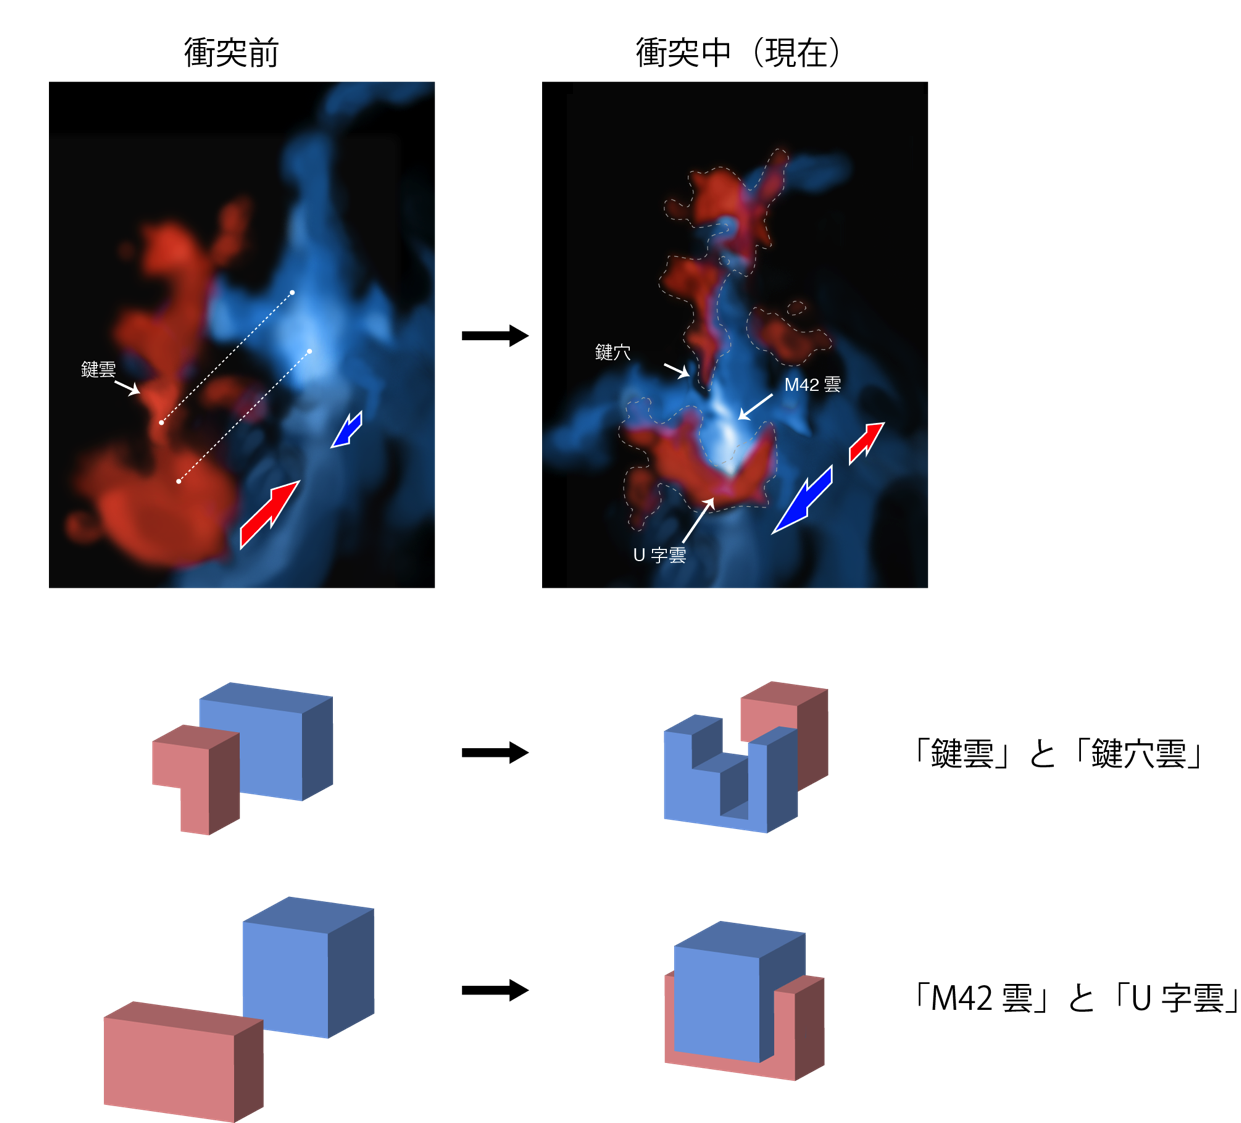 衝突前
衝突中（現在）
鍵雲
鍵穴
M42 雲
U 字雲
「鍵雲」と「鍵穴雲」
「M42 雲」と「U 字雲」